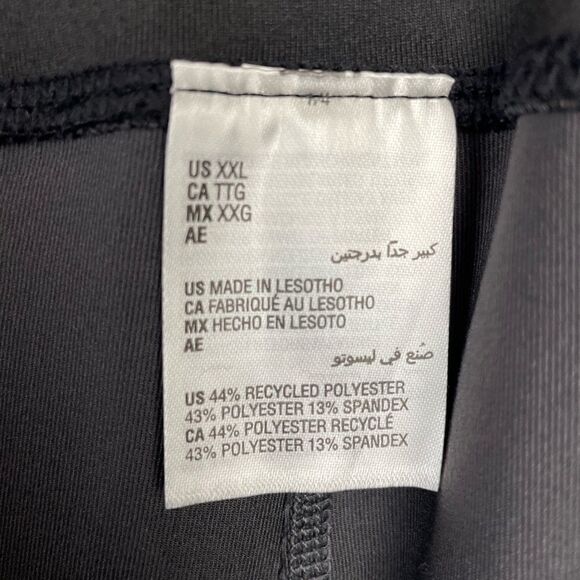 US XXL
CA TTG
MX XXG
AE
كبير جدًا بدرجتين
US MADE IN LESOTHO
CA FABRIQUÉ AU LESOTHO
MX HECHO EN LESOTO
AE
صُنع في ليسوتو
US 44% RECYCLED POLYESTER
43% POLYESTER 13% SPANDEX
CA 44% POLYESTER RECYCLÉ
43% POLYESTER 13% SPANDEX